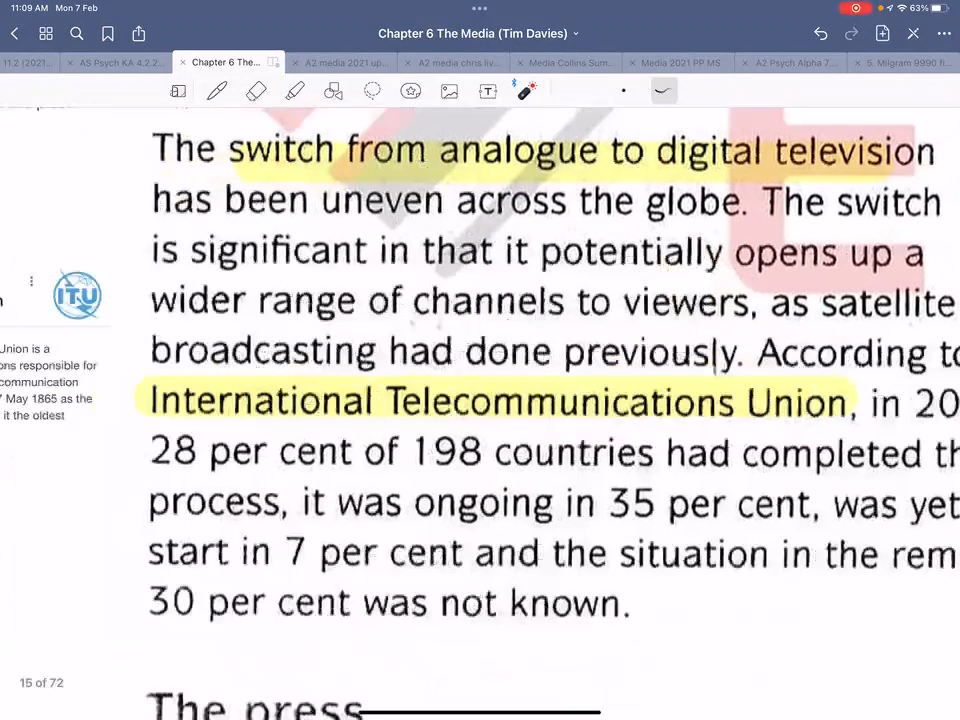 11:09 AM Mon 7 Feb
63%
Chapter 6 The Media (Tim Davies)
11.2 (2021...
AS Psych KA 4.2.2...
Chapter 6 The...
A2 media 2021 up...
A2 media chris liv...
Media Collins Sum...
Media 2021 PP MS
A2 Psych Alpha 7...
5. Milgram 9990 fi...
The switch from analogue to digital television
has been uneven across the globe. The switch
is significant in that it potentially opens up a
wider range of channels to viewers, as satellite
broadcasting had done previously. According to
International Telecommunications Union, in 20
28 per cent of 198 countries had completed th
process, it was ongoing in 35 per cent, was yet
start in 7 per cent and the situation in the rem
30 per cent was not known.
The press
ITU
Union is a
ons responsible for
communication
7 May 1865 as the
it the oldest
15 of 72